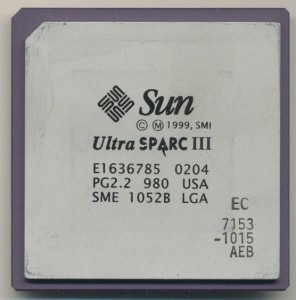 Sun
© Ⓜ 1999, SMI
Ultra SPARC III
E1636785 0204
PG2.2 980 USA
SME 1052B LGA
EC
7153
-1015
AEB